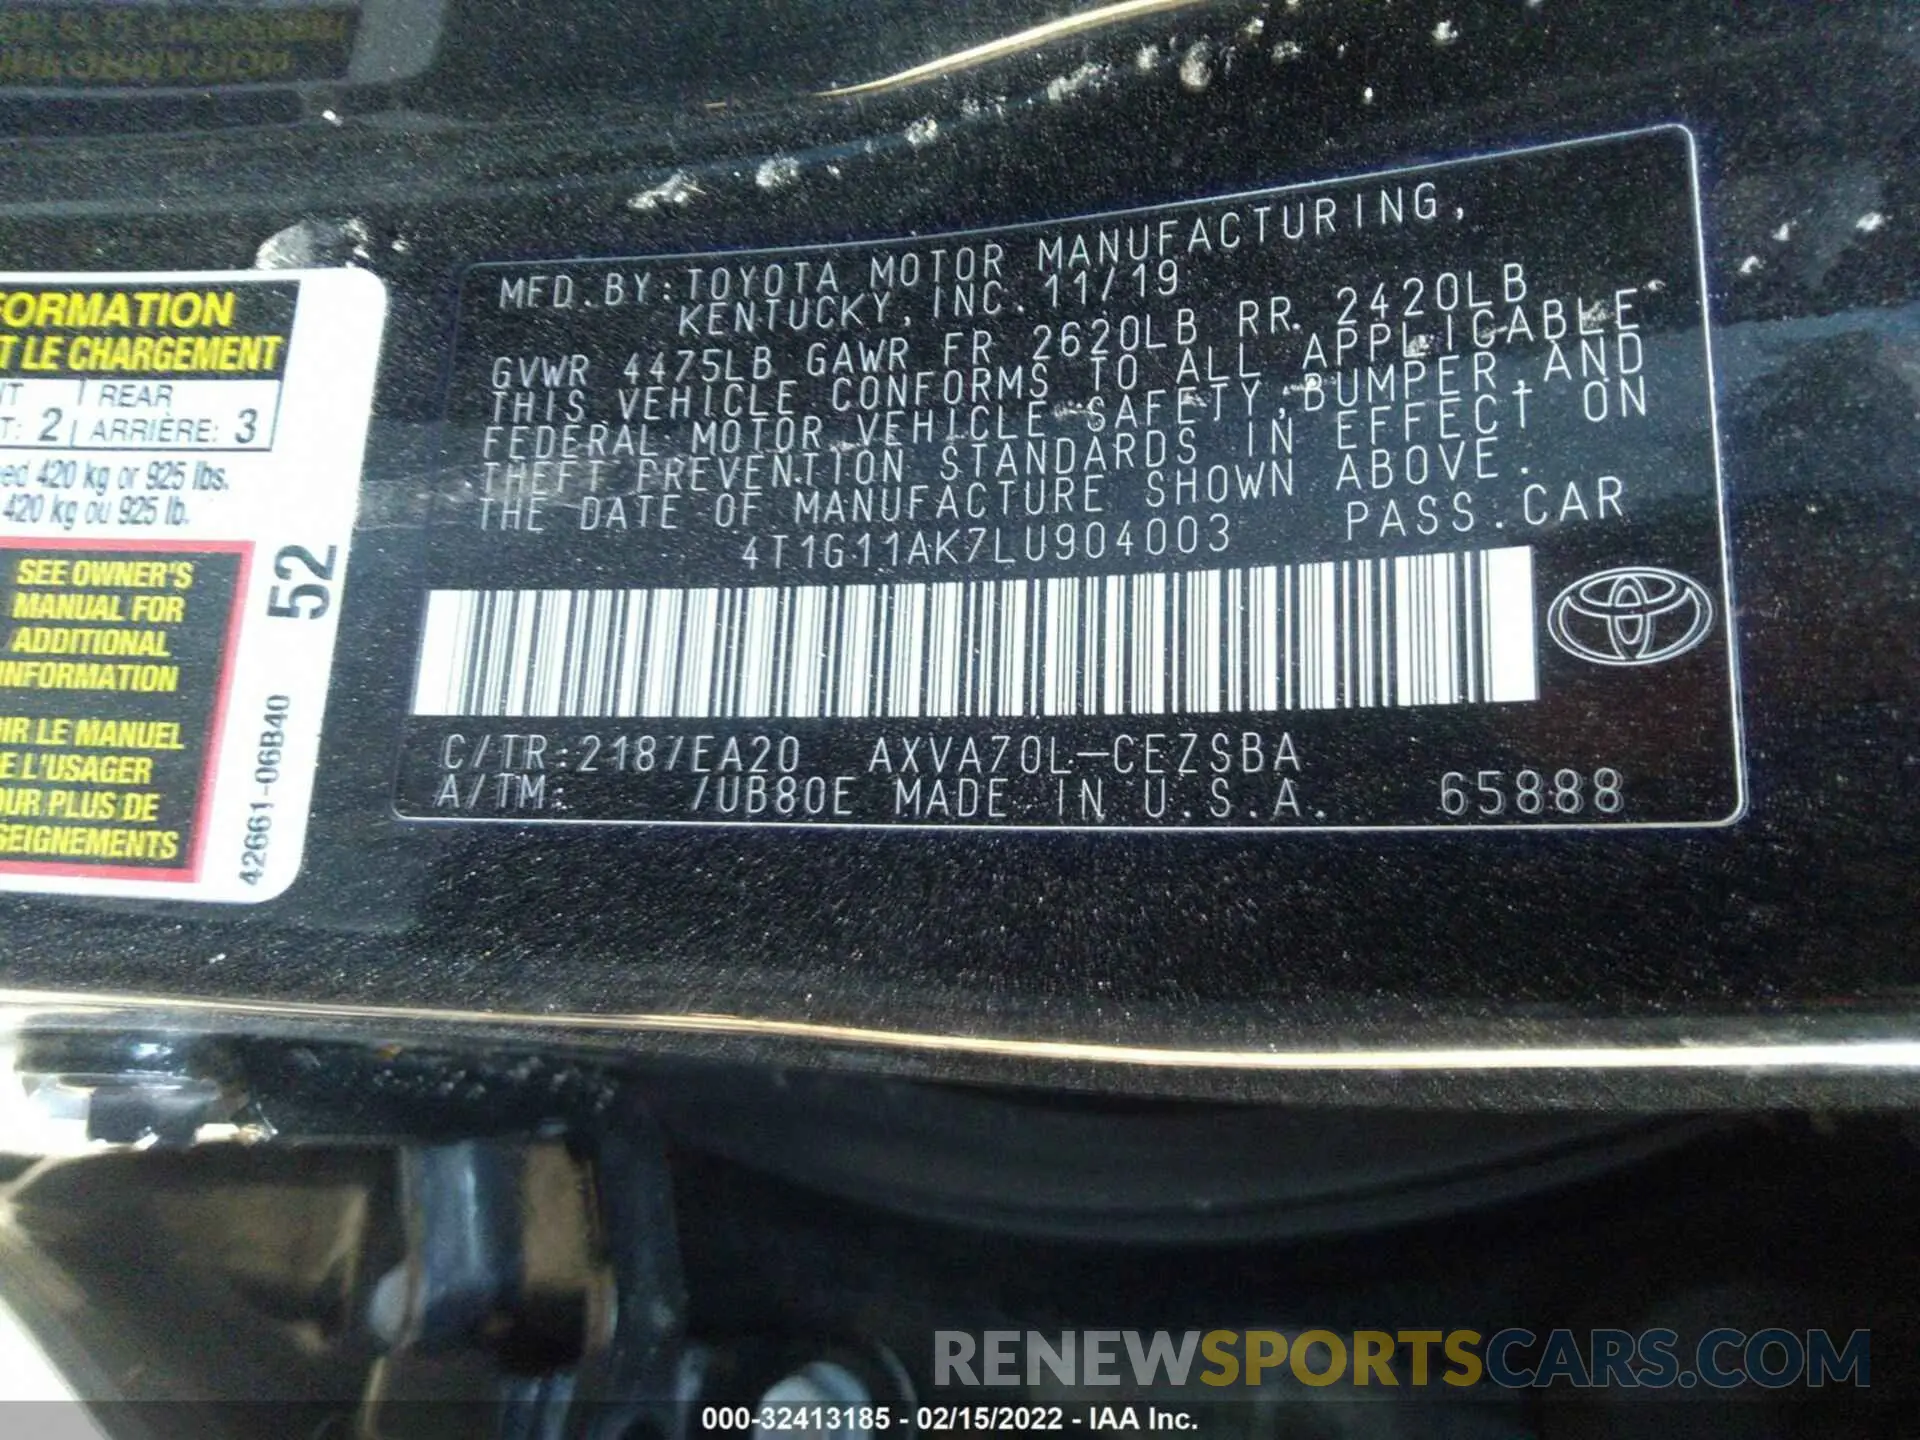 FORMATION
T LE CHARGEMENT
NT | REAR
T: 2 | ARRIÈRE: 3
ed 420 kg or 925 lbs.
420 kg ou 925 lb.
SEE OWNER'S
MANUAL FOR
ADDITIONAL
INFORMATION
IR LE MANUEL
E L'USAGER
OUR PLUS DE
SEIGNEMENTS
52
42661-06B40
MFD.BY:TOYOTA MOTOR MANUFACTURING,
KENTUCKY, INC. 11/19
GVWR 4475LB GAWR FR 2620LB RR. 2420LB
THIS VEHICLE CONFORMS TO ALL APPLICABLE
FEDERAL MOTOR VEHICLE SAFETY, BUMPER, AND
THEFT PREVENTION STANDARDS IN EFFECT ON
THE DATE OF MANUFACTURE SHOWN ABOVE.
4T1G11AK7LU904003 PASS.CAR
C/TR:2187EA20 AXVA70L-CEZSBA
A/TM: /UB80E MADE IN U.S.A. 65888
RENEWSPORTSCARS.COM
000-32413185 - 02/15/2022 - IAA Inc.